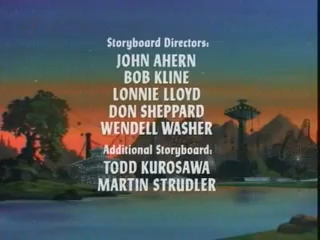 Storyboard Directors:
JOHN AHERN
BOB KLINE
LONNIE LLOYD
DON SHEPPARD
WENDELL WASHER
Additional Storyboard:
TODD KUROSAWA
MARTIN STRUDLER